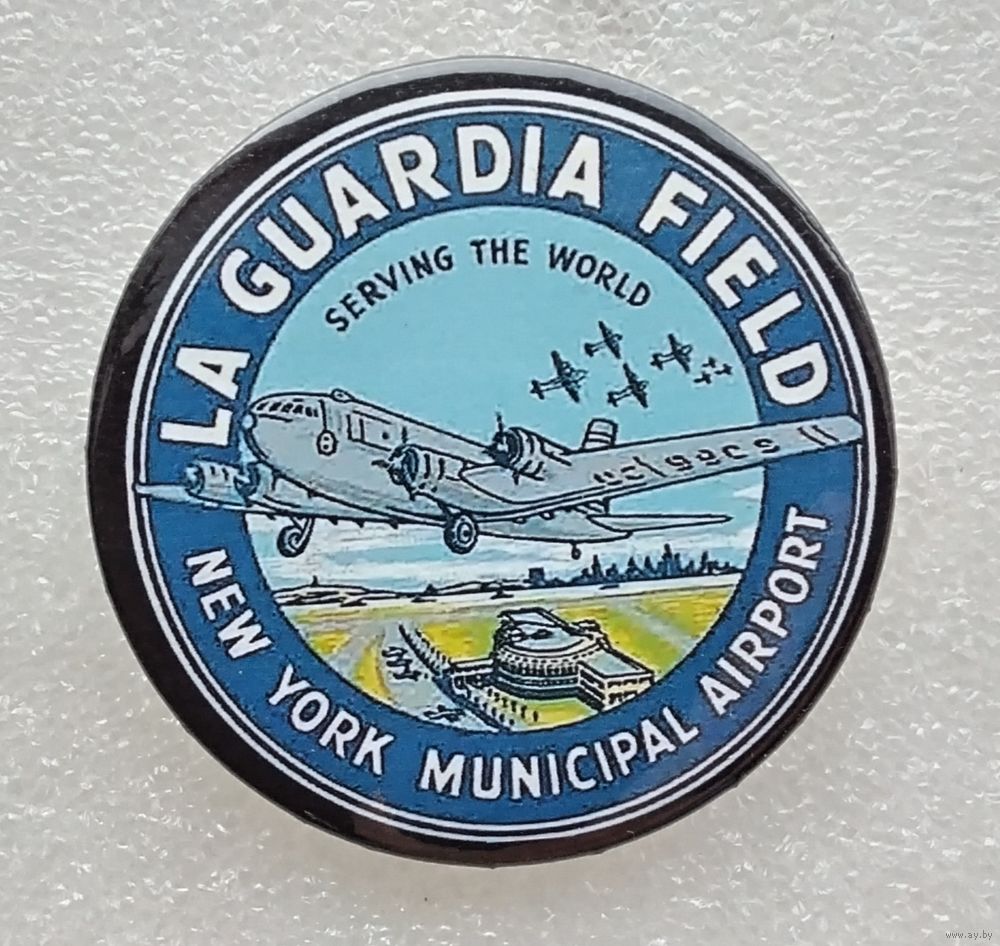 LA GUARDIA FIELD
SERVING THE WORLD
NEW YORK MUNICIPAL AIRPORT
www.ay.by